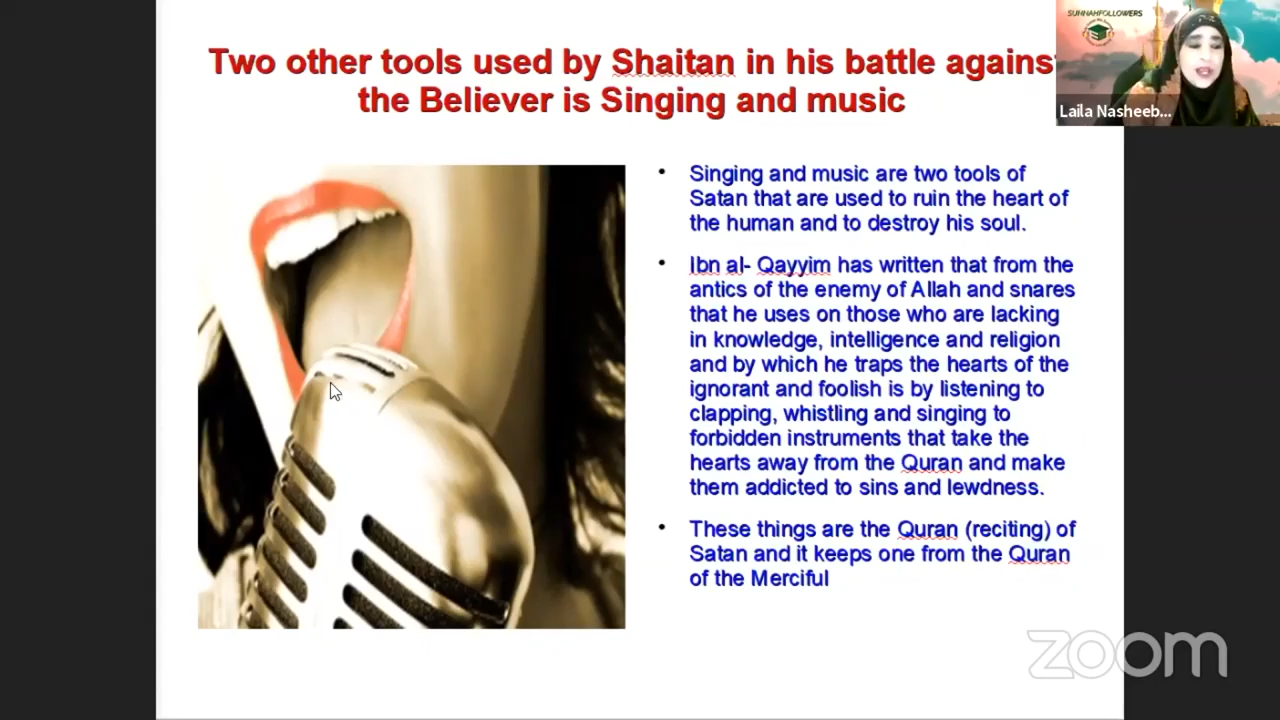 Two other tools used by Shaitan in his battle against
the Believer is Singing and music
SUNNAHFOLLOWERS
Laila Nasheeb...
• Singing and music are two tools of
Satan that are used to ruin the heart of
the human and to destroy his soul.
• Ibn al- Qayyim has written that from the
antics of the enemy of Allah and snares
that he uses on those who are lacking
in knowledge, intelligence and religion
and by which he traps the hearts of the
ignorant and foolish is by listening to
clapping, whistling and singing to
forbidden instruments that take the
hearts away from the Quran and make
them addicted to sins and lewdness.
• These things are the Quran (reciting) of
Satan and it keeps one from the Quran
of the Merciful
zoom